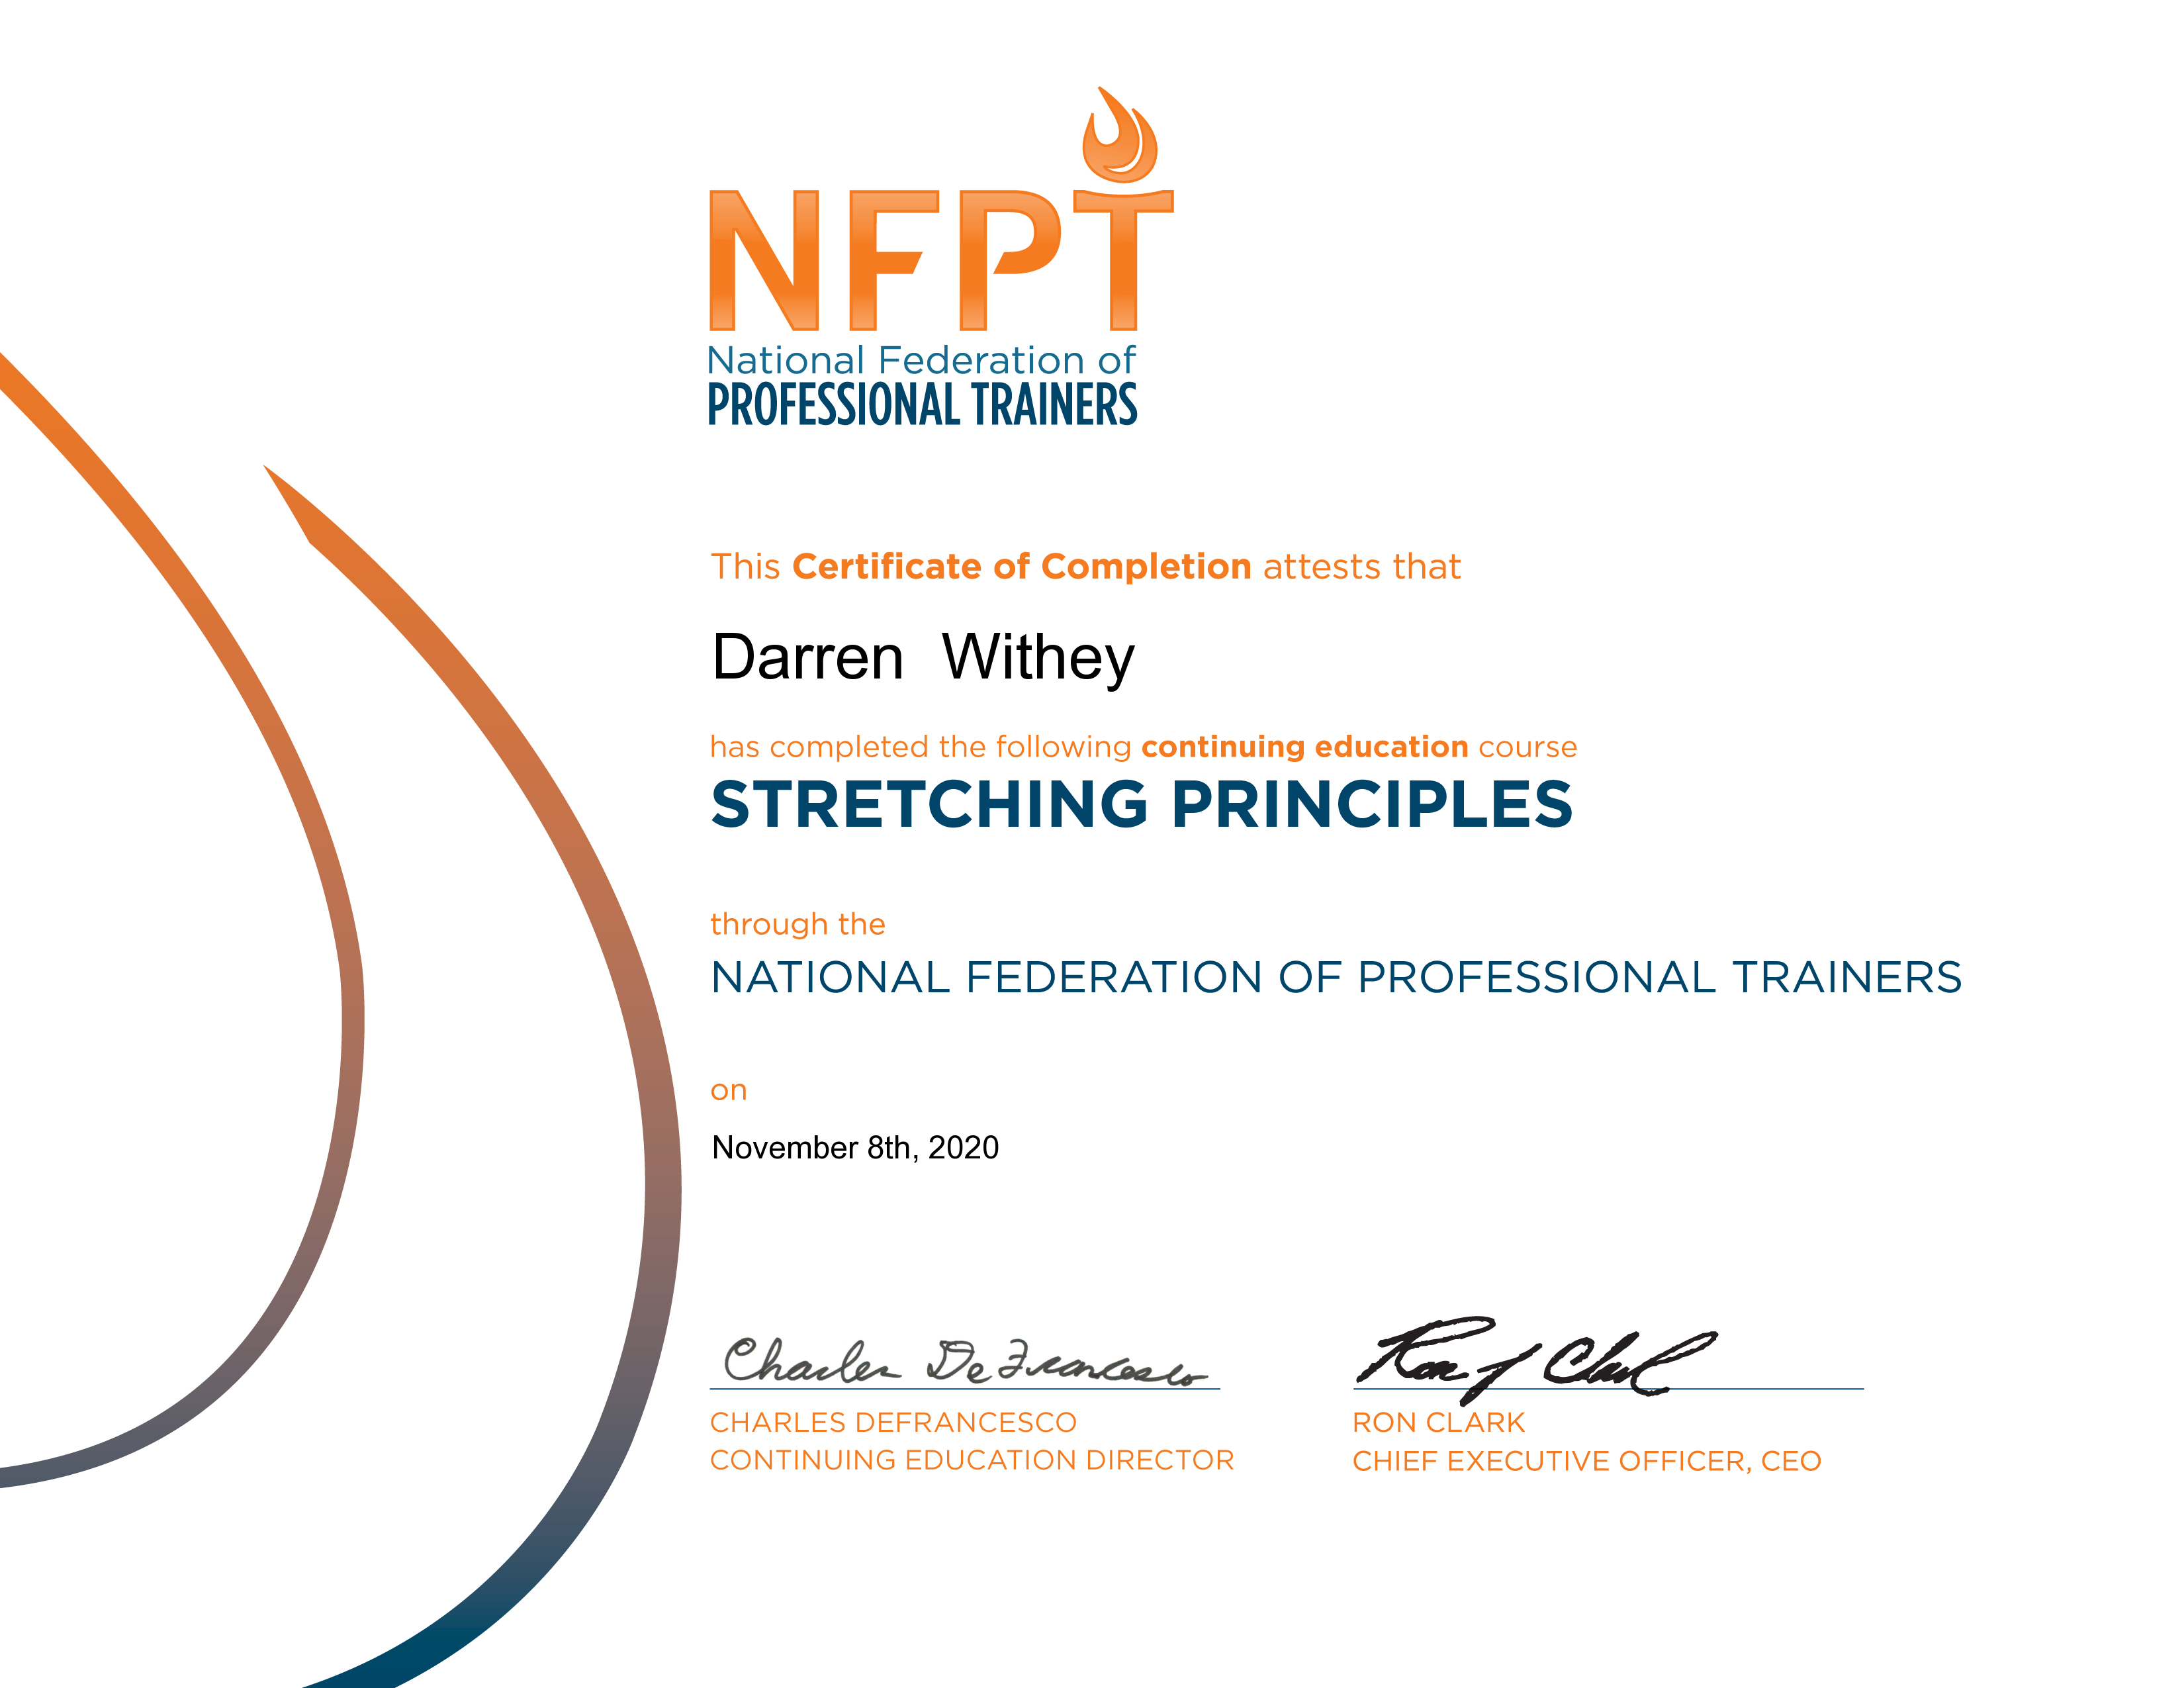 NFPT
National Federation of
PROFESSIONAL TRAINERS
This Certificate of Completion attests that
Darren Withey
has completed the following continuing education course
STRETCHING PRINCIPLES
through the
NATIONAL FEDERATION OF PROFESSIONAL TRAINERS
on
November 8th, 2020
Charles DeFrancesco
CHARLES DEFRANCESCO
CONTINUING EDUCATION DIRECTOR
RON CLARK
CHIEF EXECUTIVE OFFICER, CEO